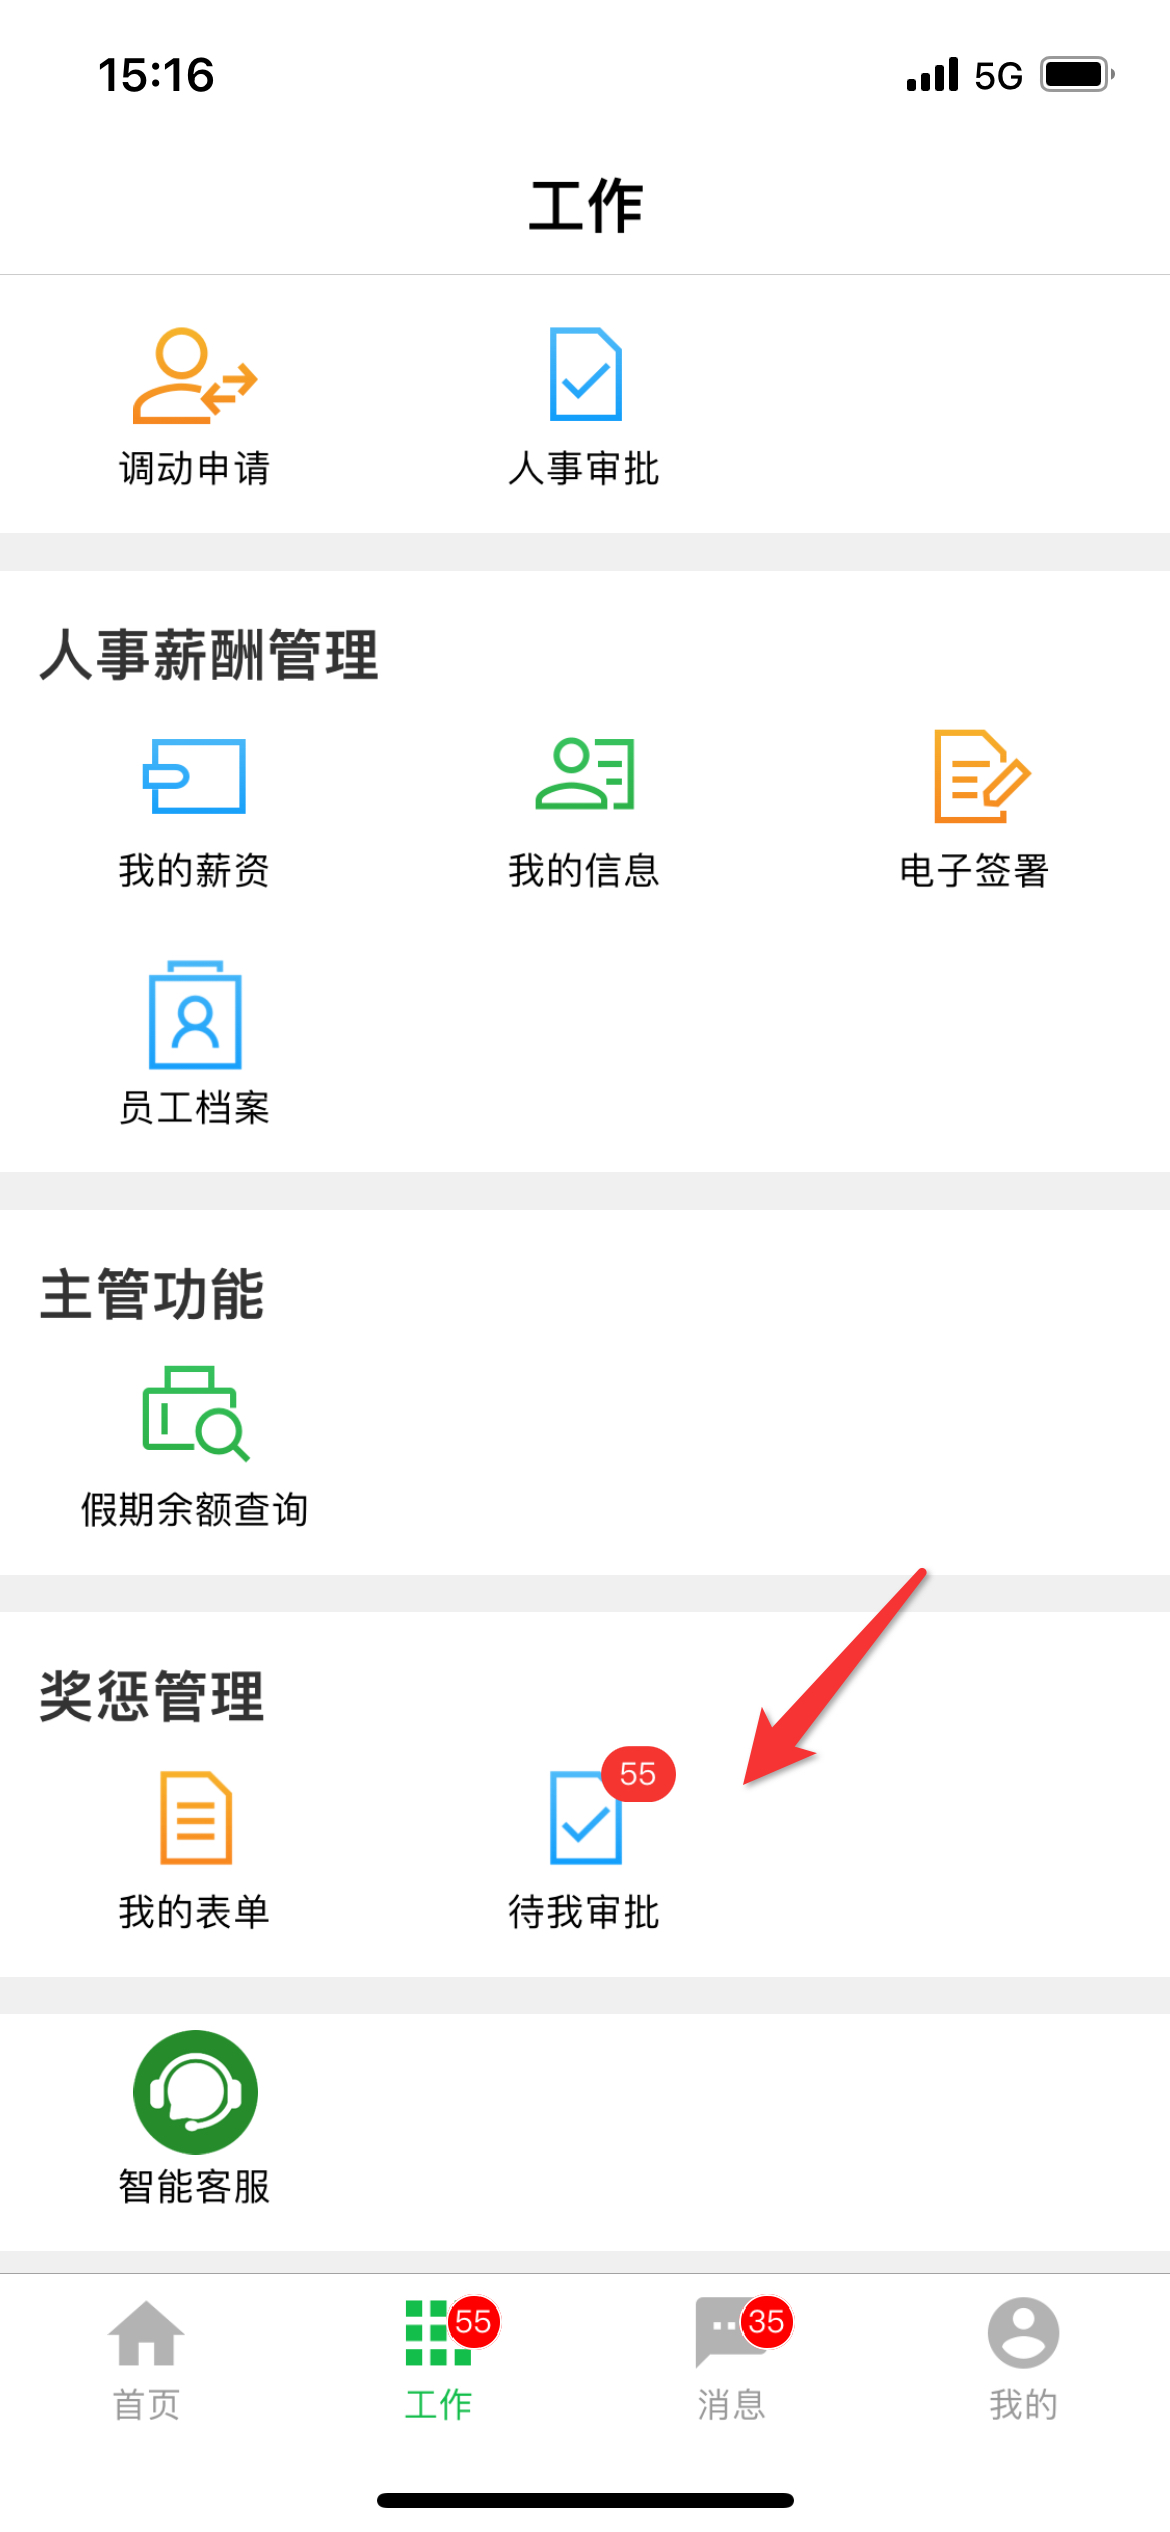 15:16 5G
工作
调动申请 人事审批
人事薪酬管理
我的薪资 我的信息 电子签署
员工档案
主管功能
假期余额查询
奖惩管理
55
我的表单 待我审批
智能客服
55 35
首页 工作 消息 我的